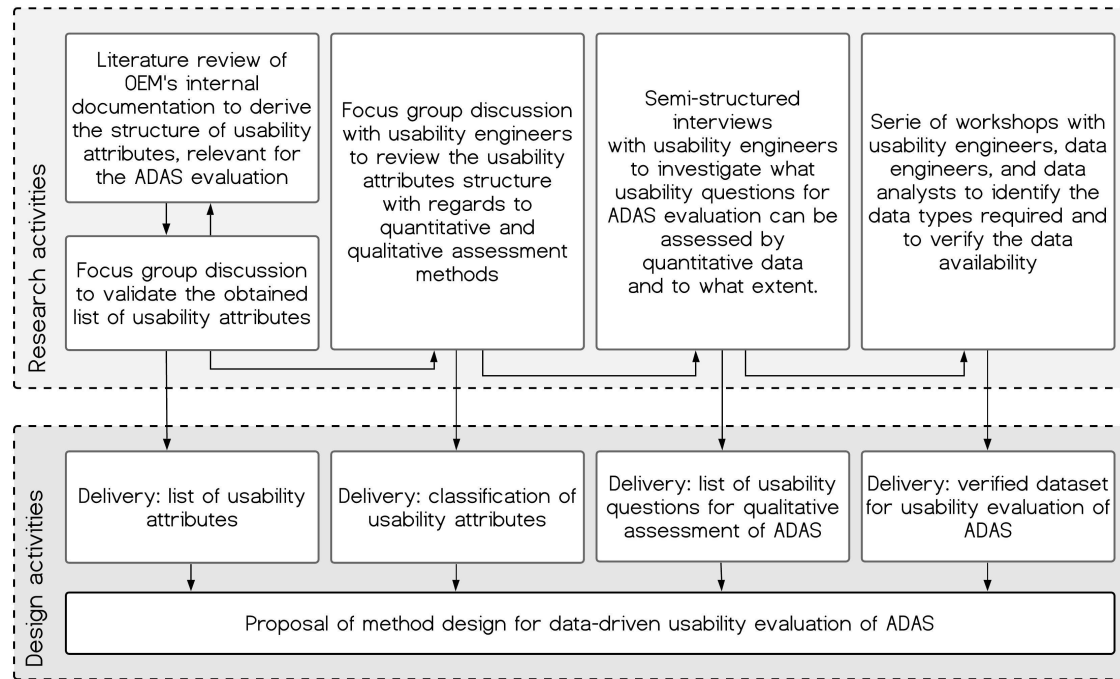 Research activities
Literature review of
OEM's internal
documentation to derive
the structure of usability
attributes, relevant for
the ADAS evaluation
Focus group discussion
to validate the obtained
list of usability attributes
Focus group discussion
with usability engineers
to review the usability
attributes structure
with regards to
quantitative and
qualitative assessment
methods
Semi-structured
interviews
with usability engineers
to investigate what
usability questions for
ADAS evaluation can be
assessed by
quantitative data
and to what extent.
Serie of workshops with
usability engineers, data
engineers, and data
analysts to identify the
data types required and
to verify the data
availability
Design activities
Delivery: list of usability
attributes
Delivery: classification of
usability attributes
Delivery: list of usability
questions for qualitative
assessment of ADAS
Delivery: verified dataset
for usability evaluation of
ADAS
Proposal of method design for data-driven usability evaluation of ADAS